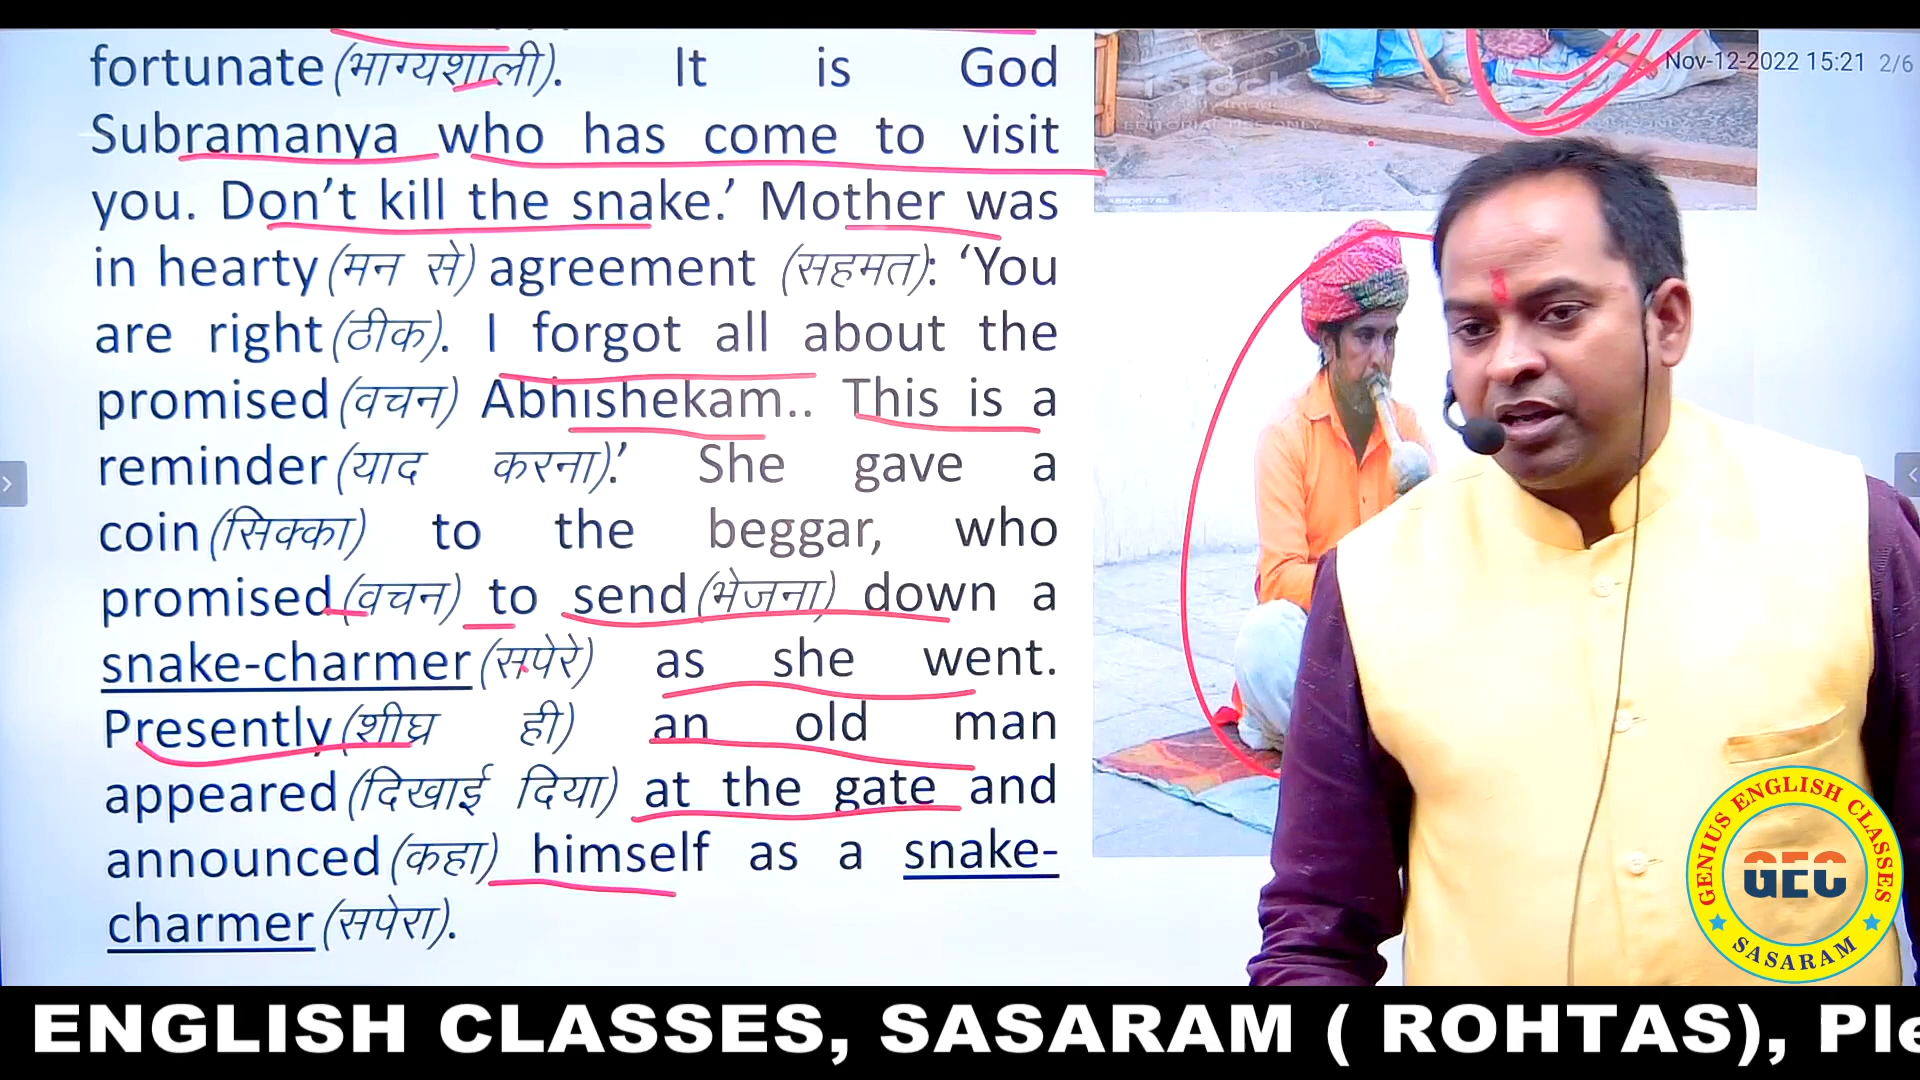 fortunate (भाग्यशाली). It is God
Subramanya who has come to visit
you. Don't kill the snake.’ Mother was
in hearty (मन से) agreement (सहमत): ‘You
are right (ठीक). I forgot all about the
promised (वचन) Abhishekam.. This is a
reminder (याद करना).’ She gave a
coin (सिक्का) to the beggar, who
promised (वचन) to send (भेजना) down a
snake-charmer (सपेरे) as she went.
Presently (शीघ्र ही) an old man
appeared (दिखाई दिया) at the gate and
announced (कहा) himself as a snake-
charmer (सपेरा).
iStock
Nov-12-2022 15:21 2/6
GENIUS ENGLISH CLASSES
GEC
SASARAM
ENGLISH CLASSES, SASARAM ( ROHTAS), Ple